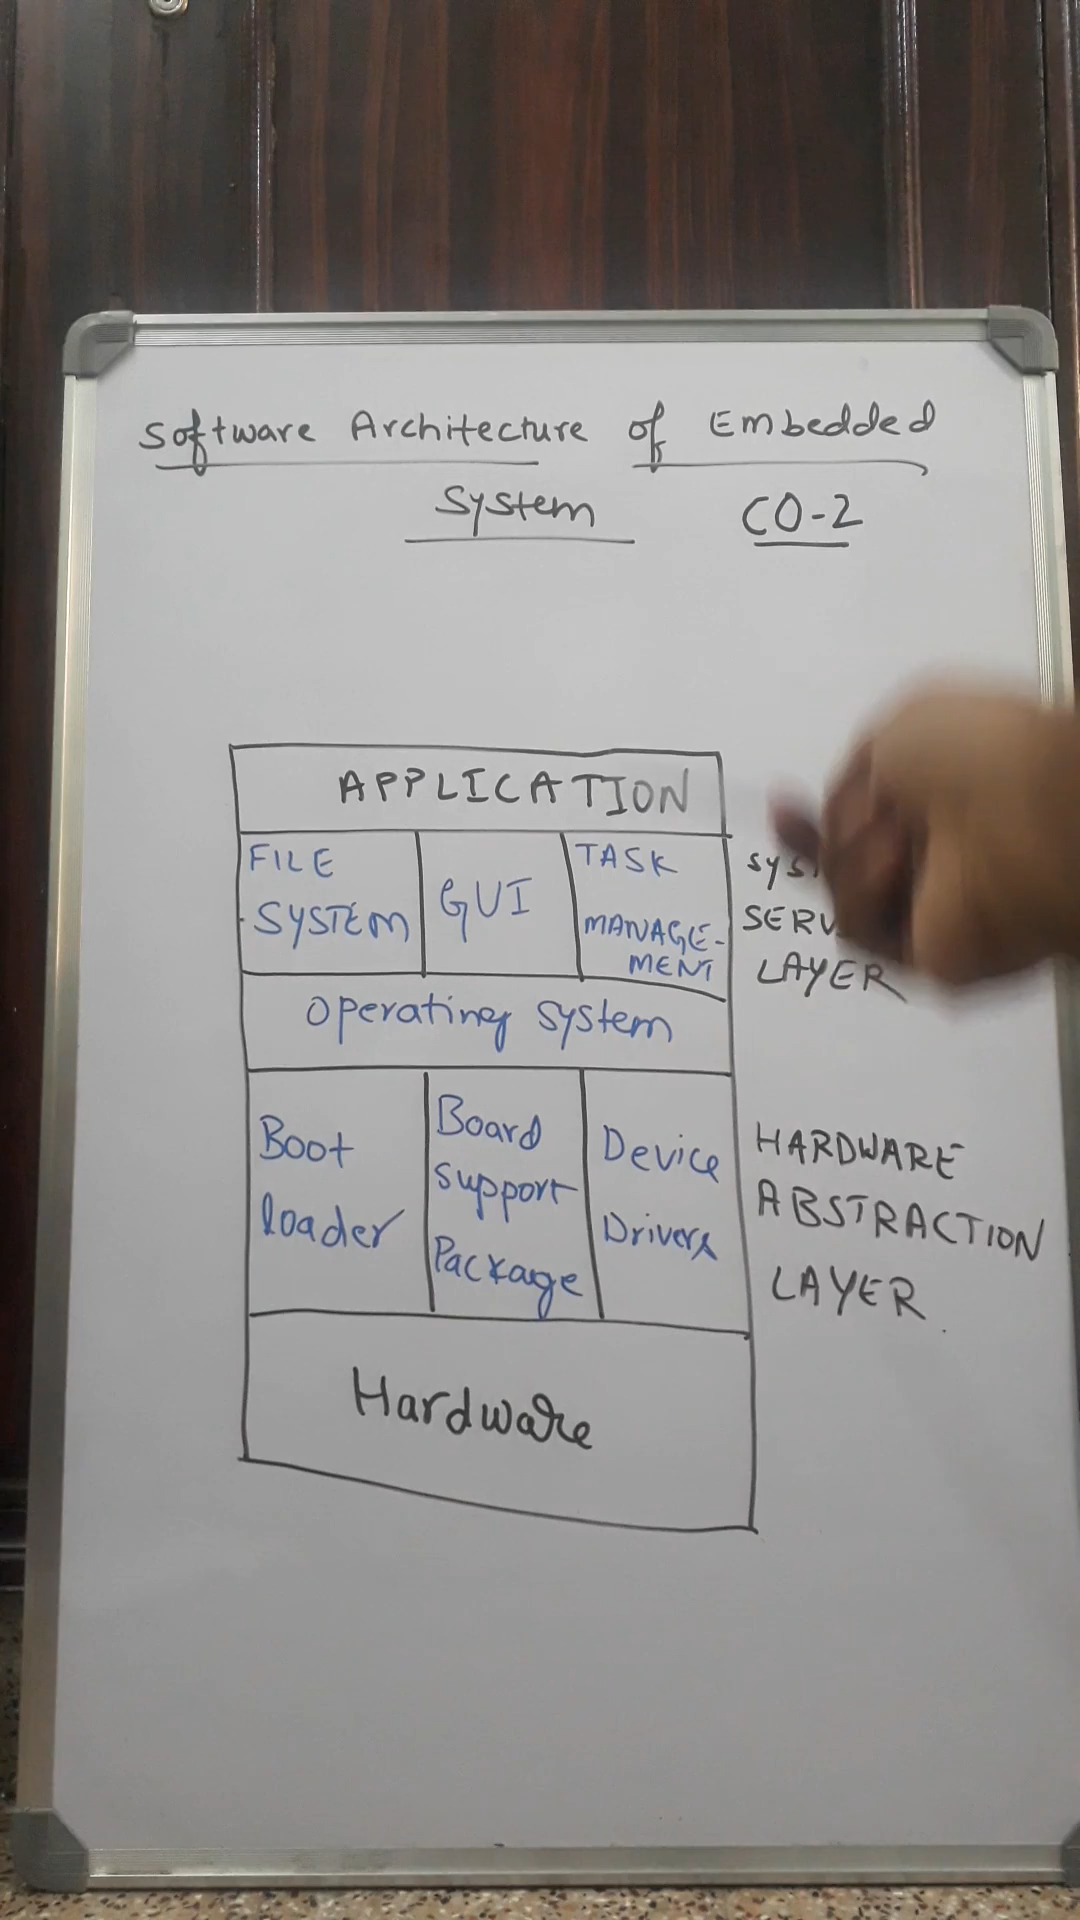 Software Architecture of Embedded
System CO-2
APPLICATION
FILE
SYSTEM
GUI
TASK
MANAGE-
MENT
LAYER
Operating system
Boot
loader
Board
support
Package
Device
Drivers
HARDWARE
ABSTRACTION
LAYER
Hardware